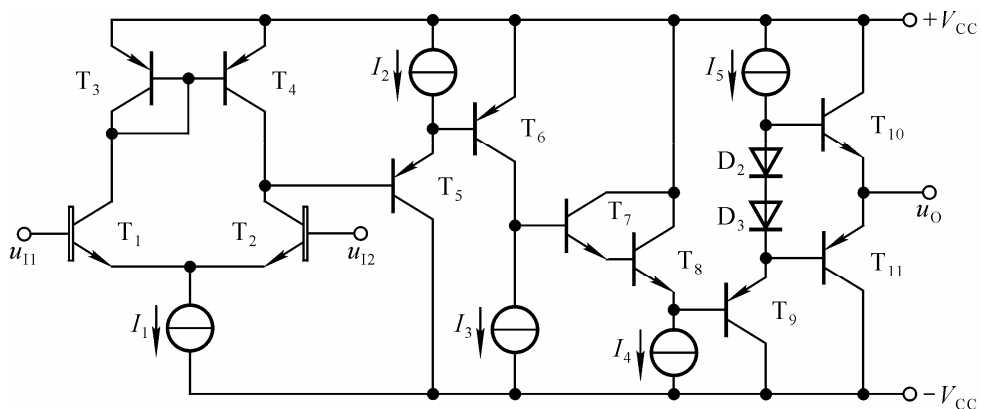 +V_CC
T_3
T_4
I_2
I_5
T_6
T_10
D_2
T_5
D_3
T_7
u_O
T_1
T_2
u_I1
u_I2
T_8
T_11
I_1
I_3
T_9
I_4
−V_CC